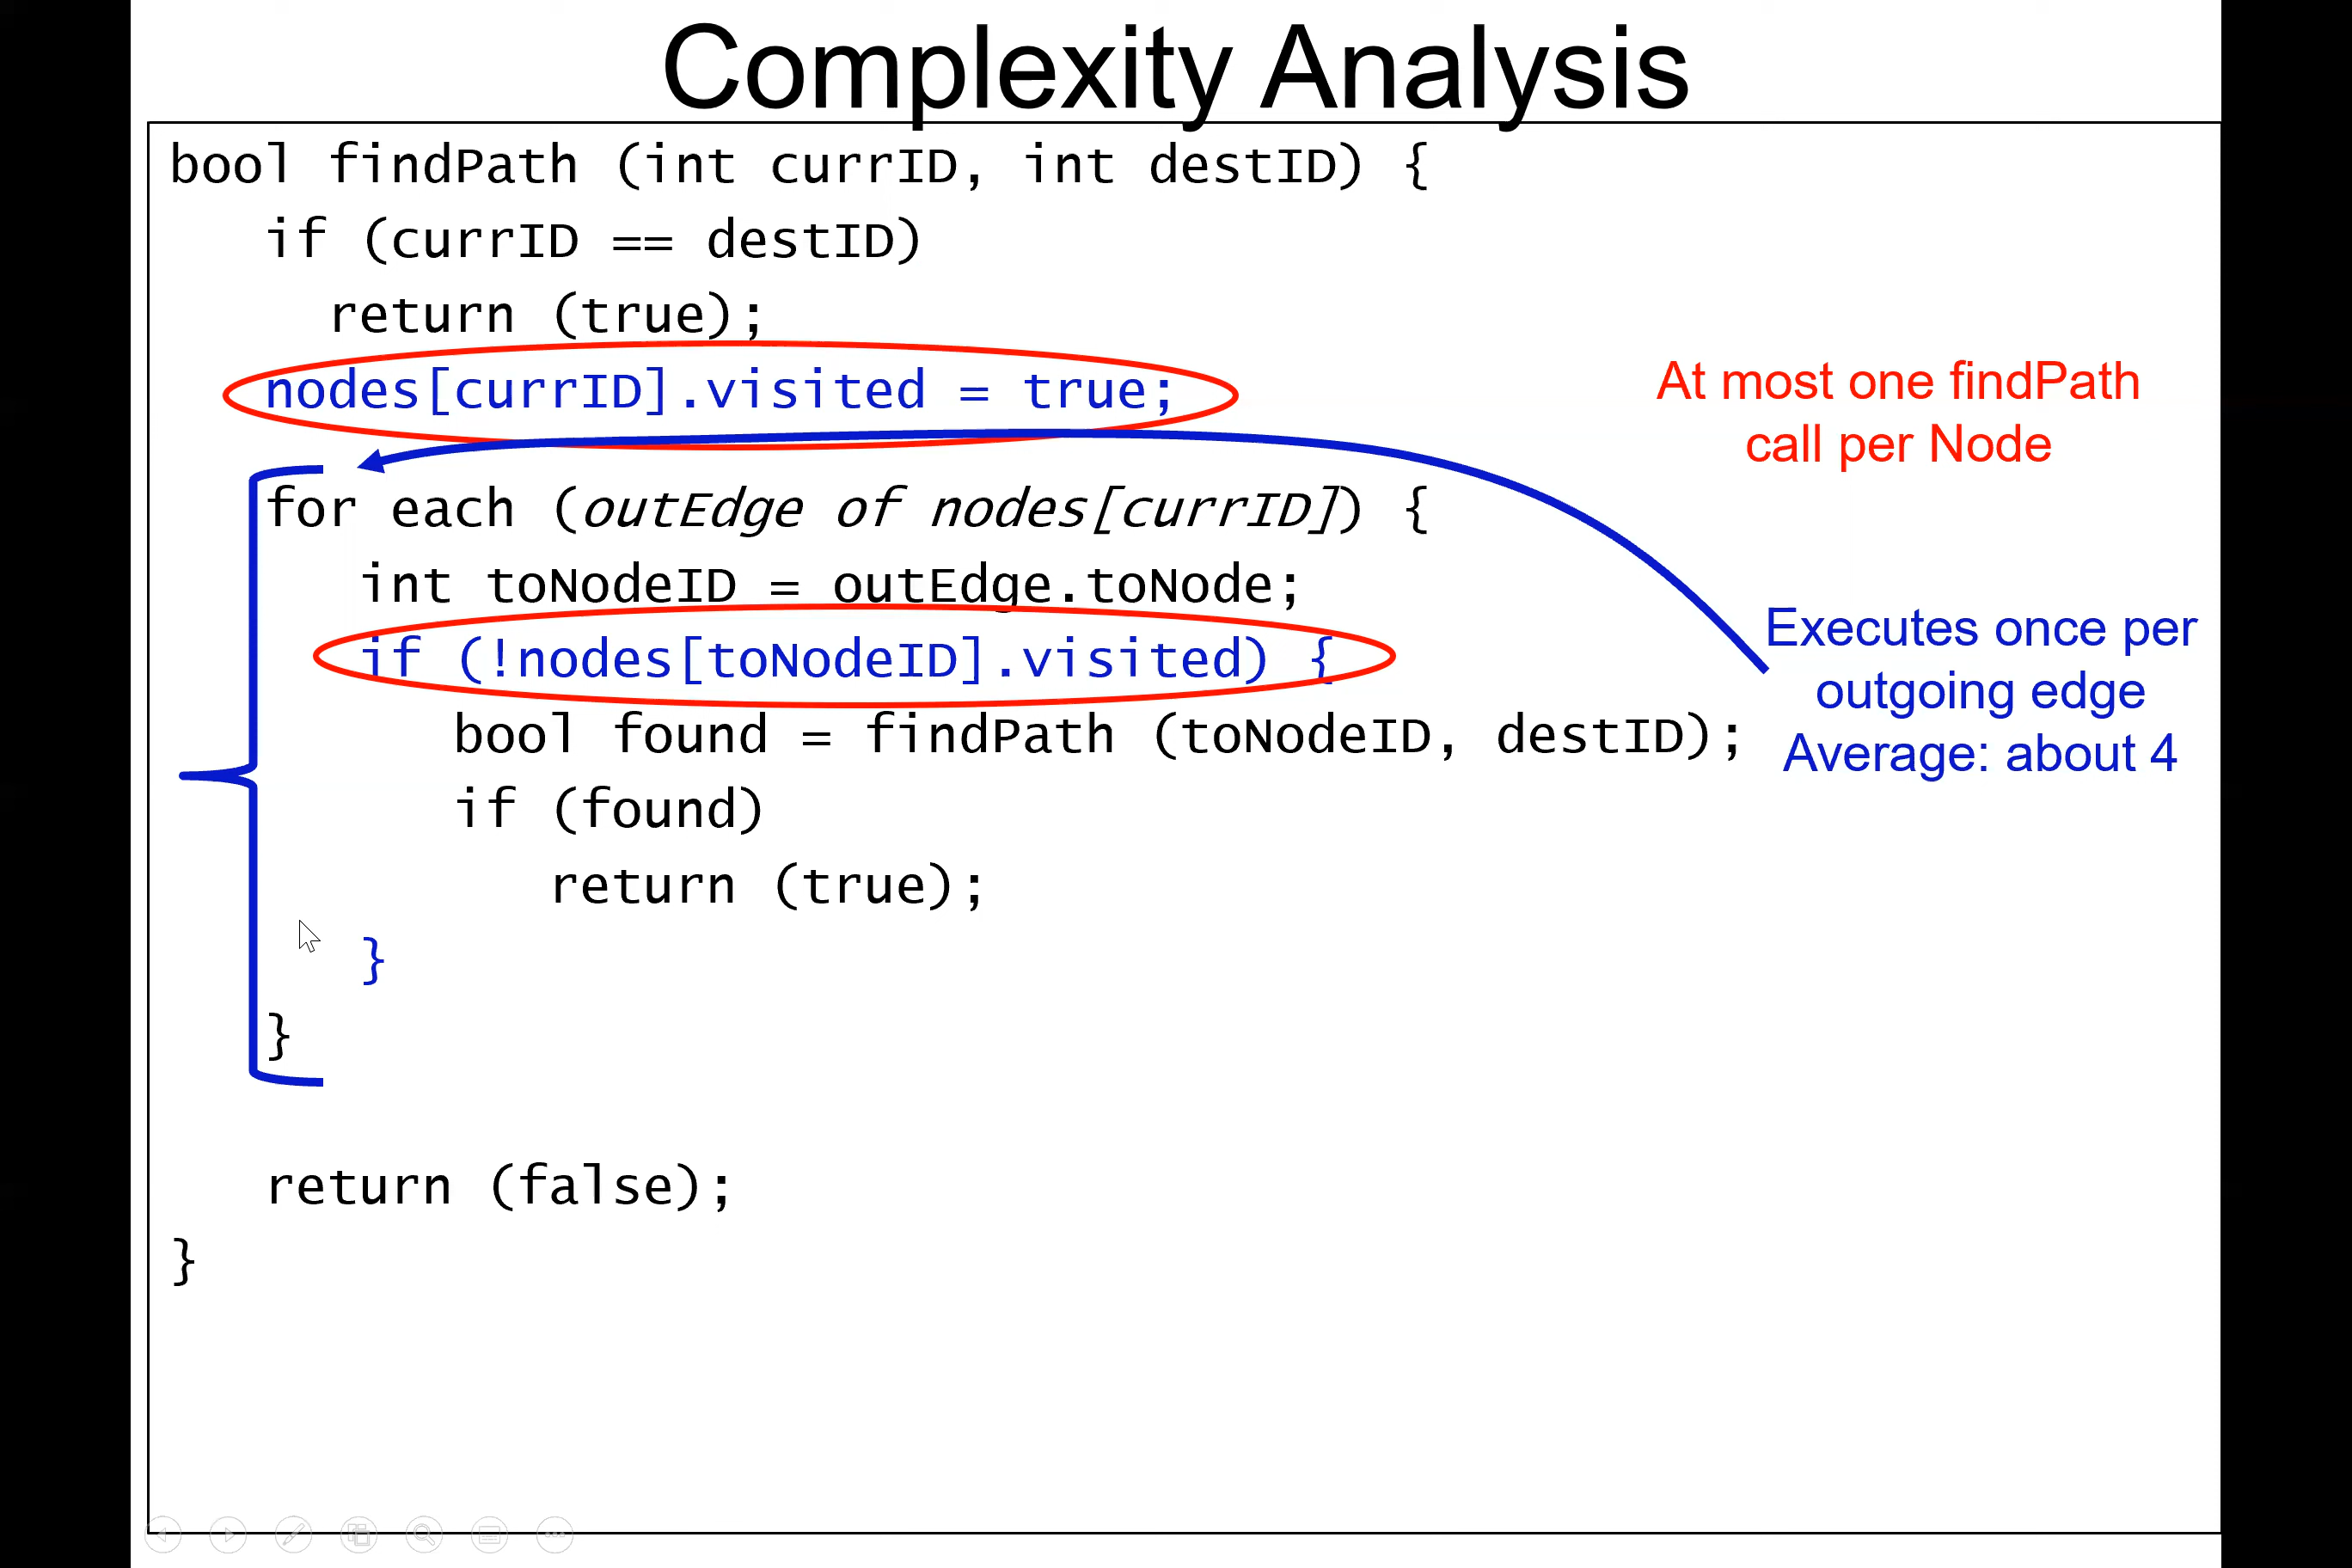 Complexity Analysis
bool findPath (int currID, int destID) {
if (currID == destID)
return (true);
nodes[currID].visited = true;
At most one findPath
call per Node
for each (outEdge of nodes[currID]) {
int toNodeID = outEdge.toNode;
if (!nodes[toNodeID].visited) {
bool found = findPath (toNodeID, destID);
if (found)
return (true);
}
}
return (false);
}
Executes once per
outgoing edge
Average: about 4